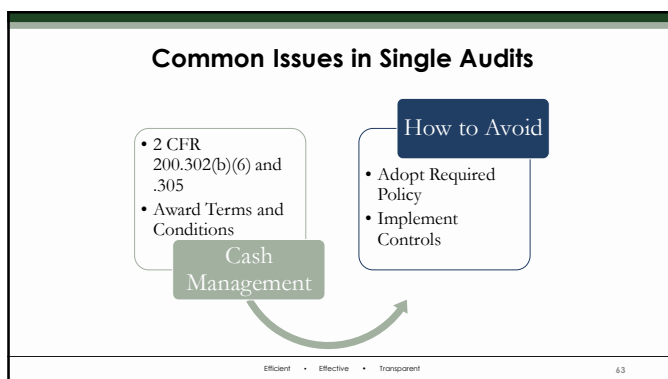 Common Issues in Single Audits
• 2 CFR
200.302(b)(6) and
.305
• Award Terms and
Conditions
Cash
Management
How to Avoid
• Adopt Required
Policy
• Implement
Controls
Efficient • Effective • Transparent
63